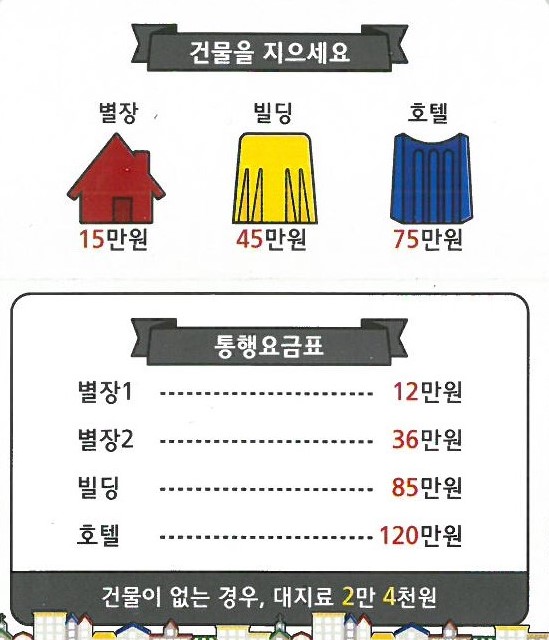 건물을 지으세요
별장 빌딩 호텔
15만원 45만원 75만원
통행요금표
별장1 ------------------------ 12만원
별장2 ------------------------ 36만원
빌딩 ------------------------ 85만원
호텔 ------------------------ 120만원
건물이 없는 경우, 대지료 2만 4천원